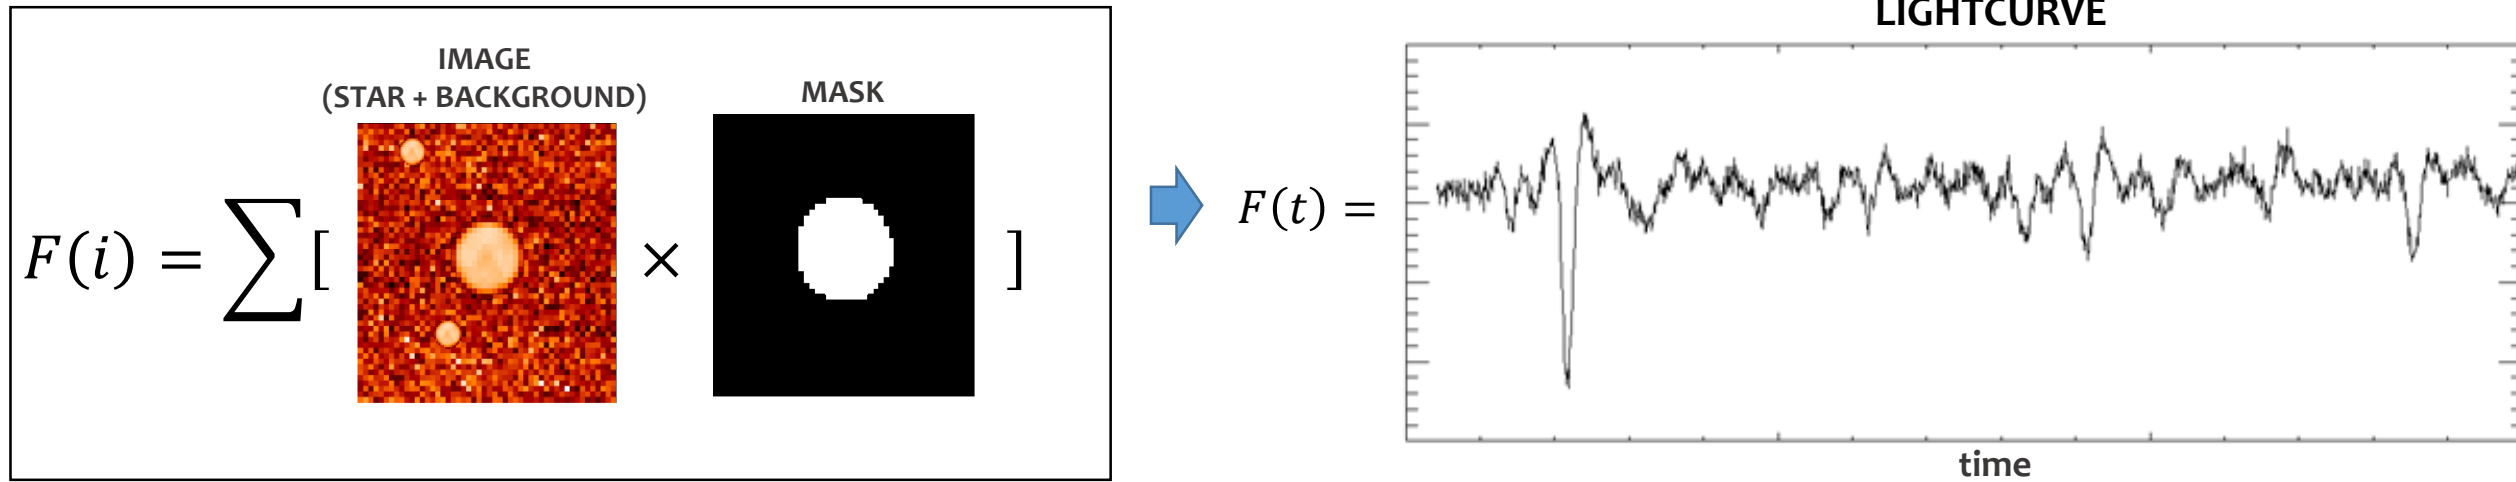 IMAGE
(STAR + BACKGROUND)
MASK
F(i) = ∑[ × ]
F(t) =
LIGHTCURVE
time